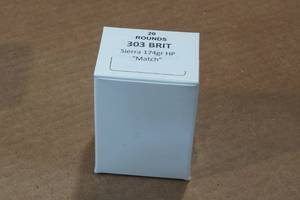 20
ROUNDS
303 BRIT
Sierra 174gr HP
"Match"